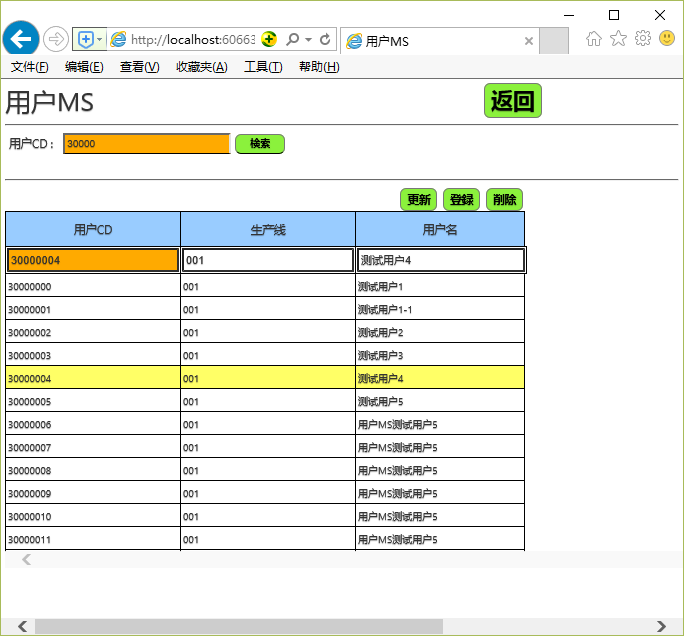 http://localhost:6066
用户MS
文件(F) 编辑(E) 查看(V) 收藏夹(A) 工具(T) 帮助(H)
用户MS 返回
用户CD： 30000 検索
更新 登録 削除
用户CD 生产线 用户名
30000004 001 测试用户4
30000000 001 测试用户1
30000001 001 测试用户1-1
30000002 001 测试用户2
30000003 001 测试用户3
30000004 001 测试用户4
30000005 001 测试用户5
30000006 001 用户MS测试用户5
30000007 001 用户MS测试用户5
30000008 001 用户MS测试用户5
30000009 001 用户MS测试用户5
30000010 001 用户MS测试用户5
30000011 001 用户MS测试用户5